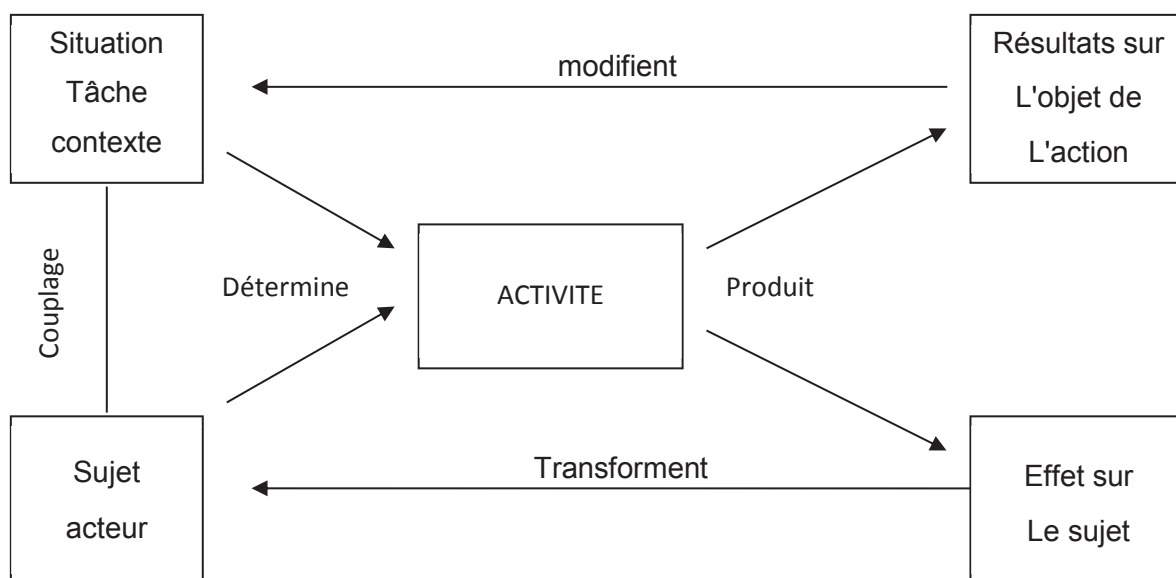 Situation
Tâche
contexte
modifient
Résultats sur
L'objet de
L'action
Couplage
Détermine
ACTIVITE
Produit
Sujet
acteur
Transforment
Effet sur
Le sujet